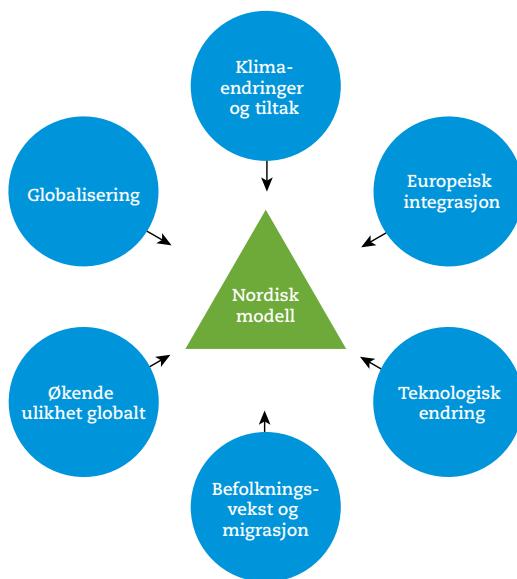 Klima-
endringer
og tiltak
Globalisering
Europeisk
integrasjon
Nordisk
modell
Økende
ulikhet globalt
Teknologisk
endring
Befolknings-
vekst og
migrasjon